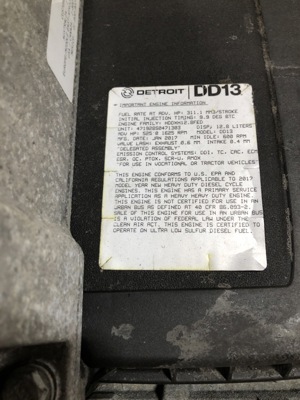 DETROIT DD13
IMPORTANT ENGINE INFORMATION
FUEL RATE AT ADV. HP: 311.1 MM3/STROKE
INITIAL INJECTION TIMING: 9.9 DEG BTC
ENGINE FAMILY: HDDXH12.8FED
UNIT: 471928S0471383 DISP: 12.8 LITERS
ADV HP: 505 @ 1625 RPM MODEL: DD13
MFG. DATE: JAN 2017 MIN IDLE: 600 RPM
VALVE LASH: EXHAUST 0.6 MM INTAKE 0.4 MM
"DELEGATED ASSEMBLY"
EMISSION CONTROL SYSTEMS: DDI, TC, EMC, ECM
EGR, OC, PTOX, SCR-U, AMOX
"FOR USE IN VOCATIONAL OR TRACTOR VEHICLES"
THIS ENGINE CONFORMS TO U.S. EPA AND
CALIFORNIA REGULATIONS APPLICABLE TO 2017
MODEL YEAR NEW HEAVY DUTY DIESEL CYCLE
ENGINES. THIS ENGINE HAS A PRIMARY SERVICE
APPLICATION AS A HEAVY HEAVY DUTY ENGINE
THIS ENGINE IS NOT CERTIFIED FOR USE IN AN
URBAN BUS AS DEFINED AT 40 CFR 86.093-2.
SALE OF THIS ENGINE FOR USE IN AN URBAN BUS
IS A VIOLATION OF FEDERAL LAW UNDER THE
CLEAN AIR ACT. THIS ENGINE IS CERTIFIED TO
OPERATE ON ULTRA LOW SULFUR DIESEL FUEL.